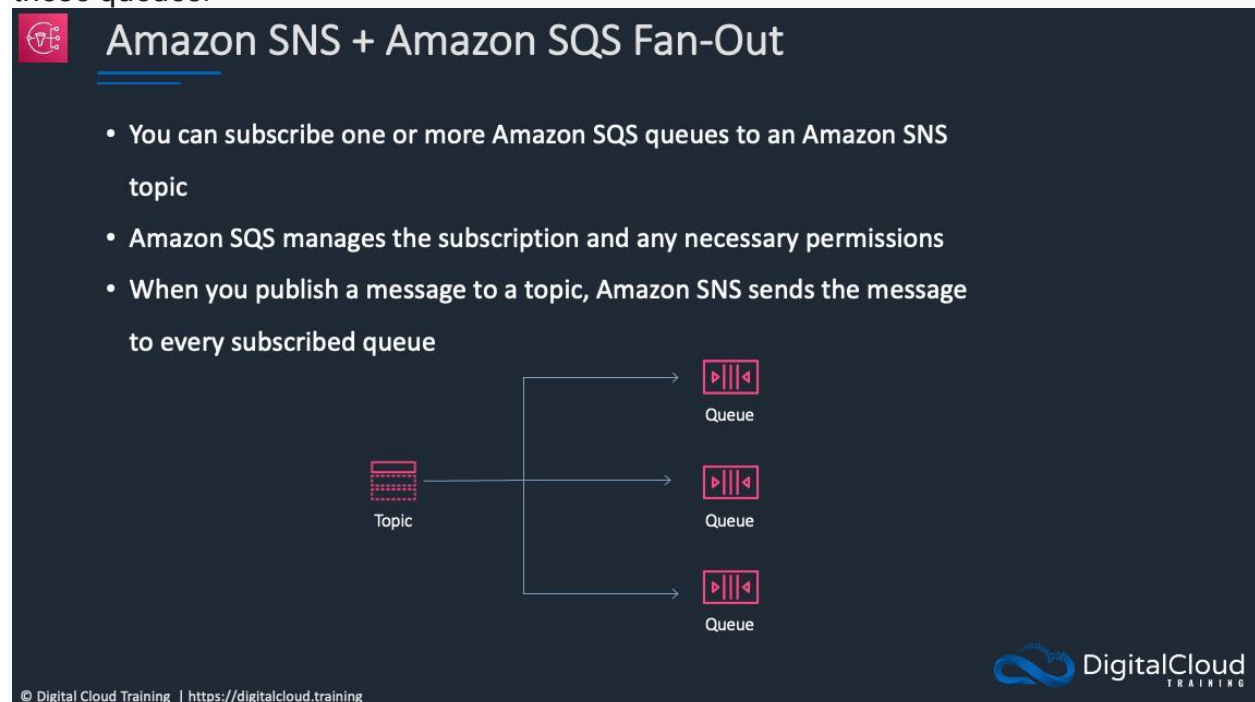 these queues.
Amazon SNS + Amazon SQS Fan-Out
• You can subscribe one or more Amazon SQS queues to an Amazon SNS
topic
• Amazon SQS manages the subscription and any necessary permissions
• When you publish a message to a topic, Amazon SNS sends the message
to every subscribed queue
Queue
Topic
Queue
Queue
DigitalCloud
TRAINING
© Digital Cloud Training | https://digitalcloud.training